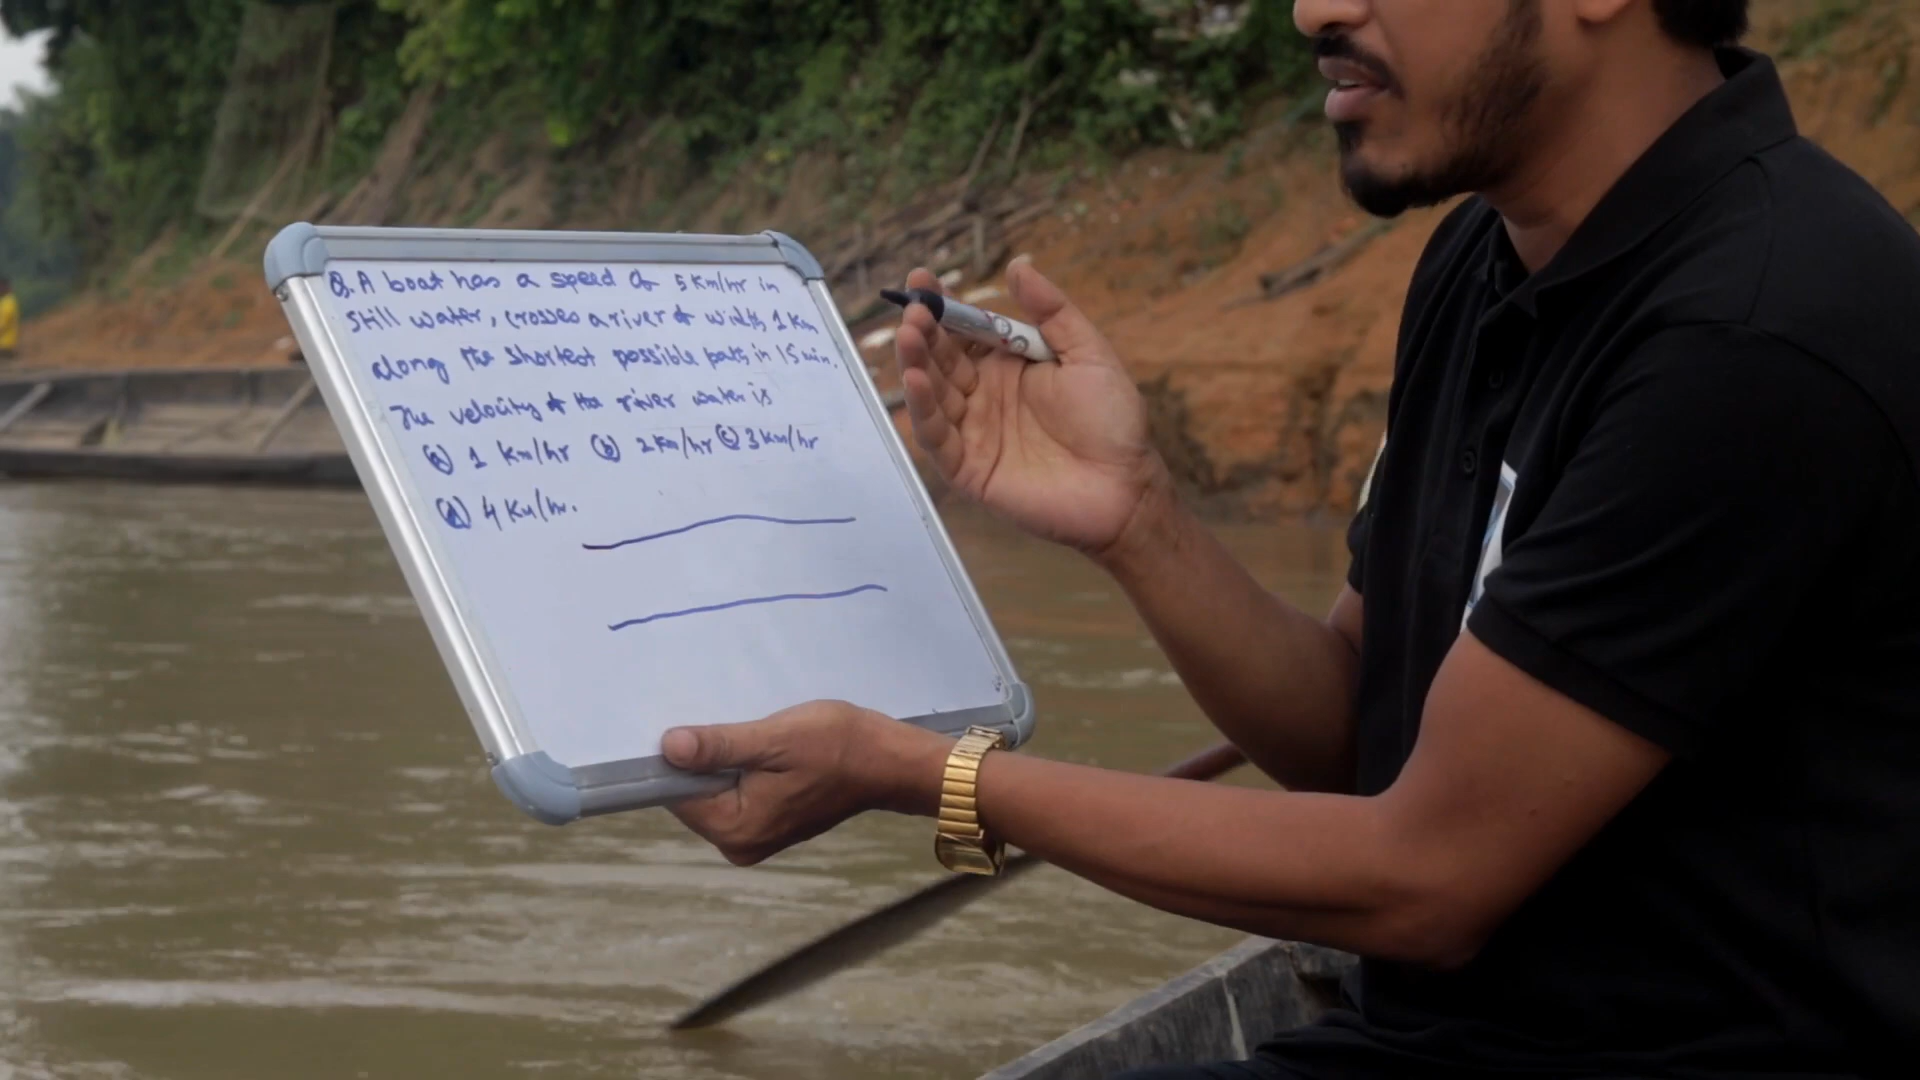 Q. A boat has a speed of 5 Km/hr in
still water, crosses a river of width 1 Km
along the shortest possible path in 15 min.
The velocity of the river water is
(a) 1 Km/hr (b) 2 Km/hr (c) 3 Km/hr
(d) 4 Km/hr.